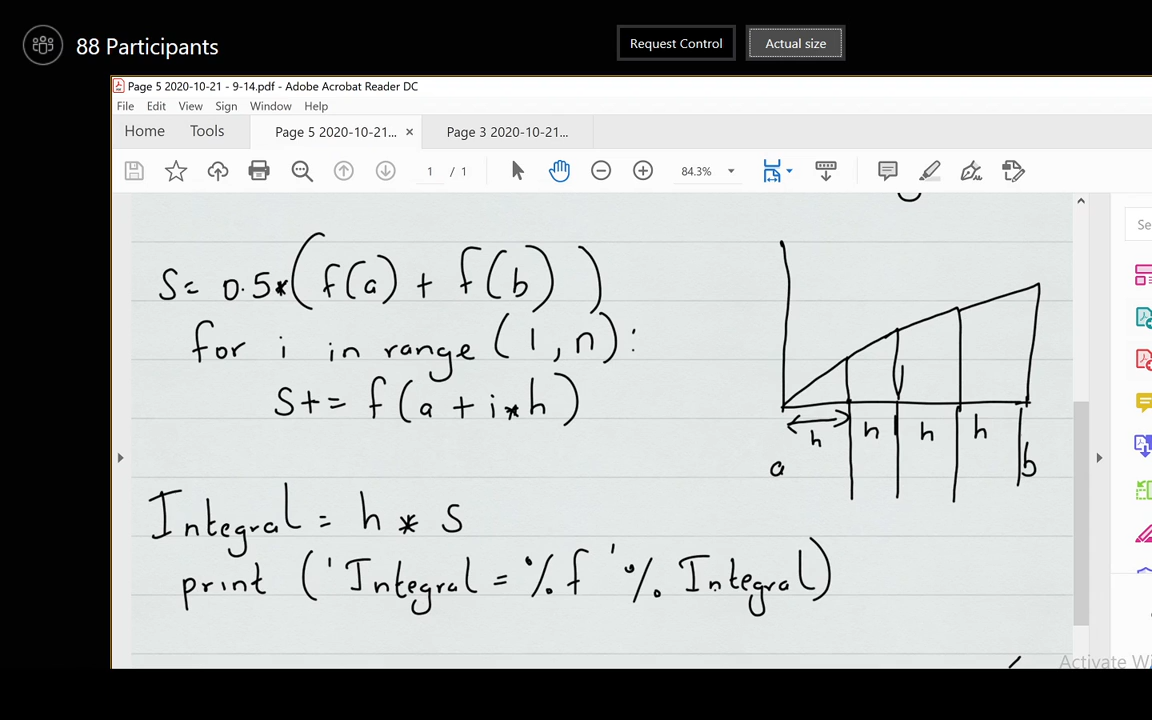 88 Participants
Request Control
Actual size
Page 5 2020-10-21 - 9-14.pdf - Adobe Acrobat Reader DC
File Edit View Sign Window Help
Home Tools Page 5 2020-10-21... × Page 3 2020-10-21...
1 / 1 84.3%
Se
S= 0.5*(f(a) + f(b))
for i in range (1, n):
S+= f(a + i*h)
h h h h
a b
Integral = h * S
print ('Integral = %f '% Integral)
Activate Wi